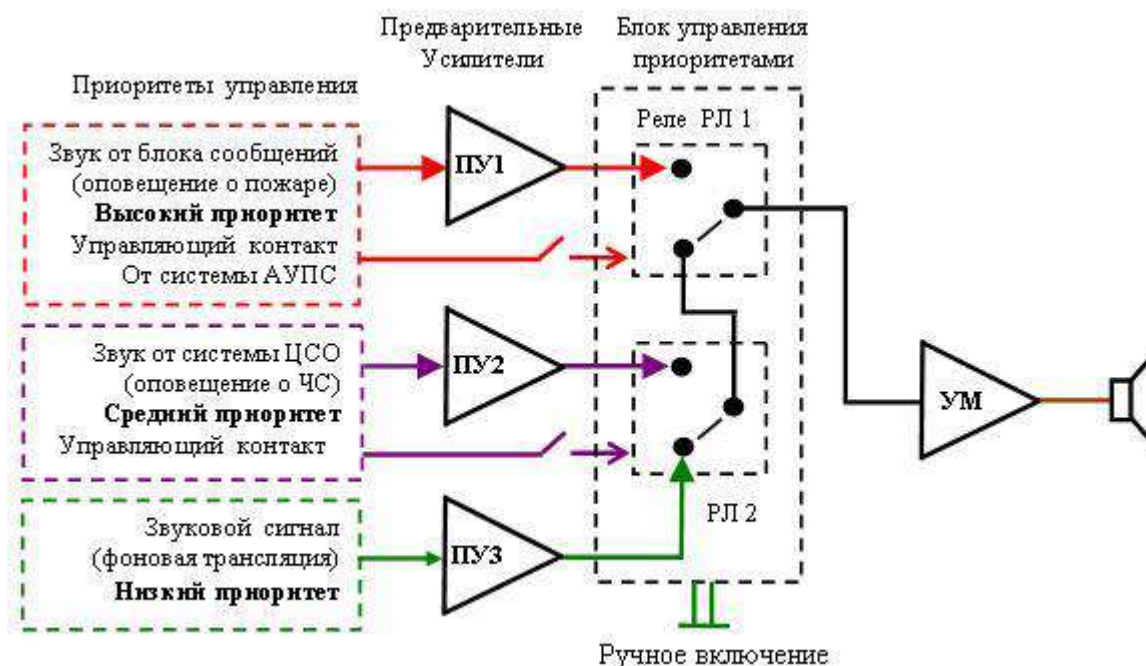 Предварительные
Усилители
Блок управления
приоритетами
Приоритеты управления
Звук от блока сообщений
(оповещение о пожаре)
Высокий приоритет
Управляющий контакт
От системы АУПС
ПУ1
Реле РЛ 1
Звук от системы ЦСО
(оповещение о ЧС)
Средний приоритет
Управляющий контакт
ПУ2
УМ
РЛ 2
Звуковой сигнал
(фоновая трансляция)
Низкий приоритет
ПУ3
Ручное включение